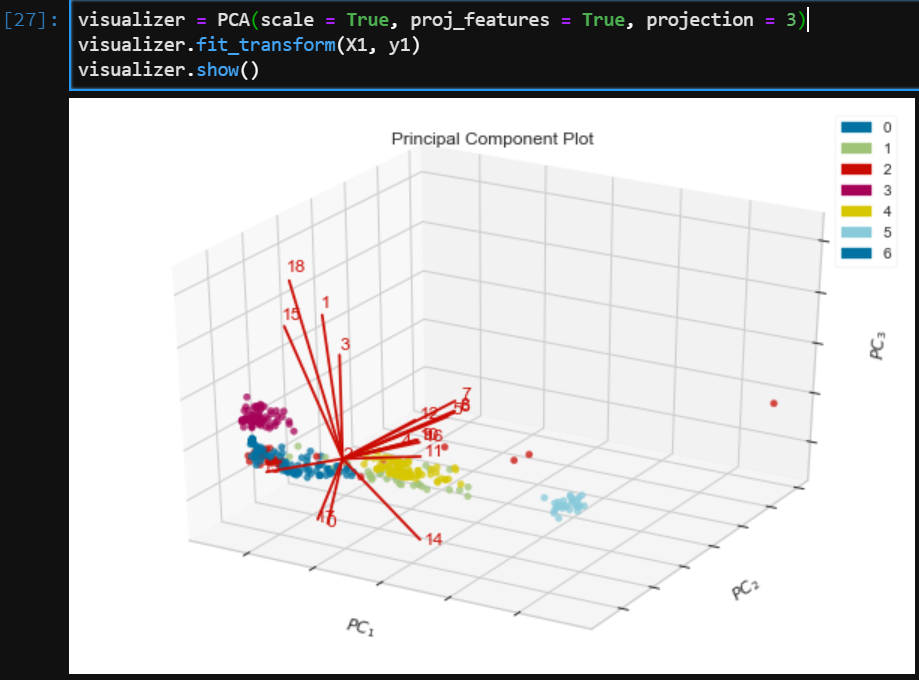 [27]: visualizer = PCA(scale = True, proj_features = True, projection = 3)
visualizer.fit_transform(X1, y1)
visualizer.show()
Principal Component Plot
0
1
2
3
4
5
6
18
1
15
3
7
12
11
14
PC₃
PC₂
PC₁